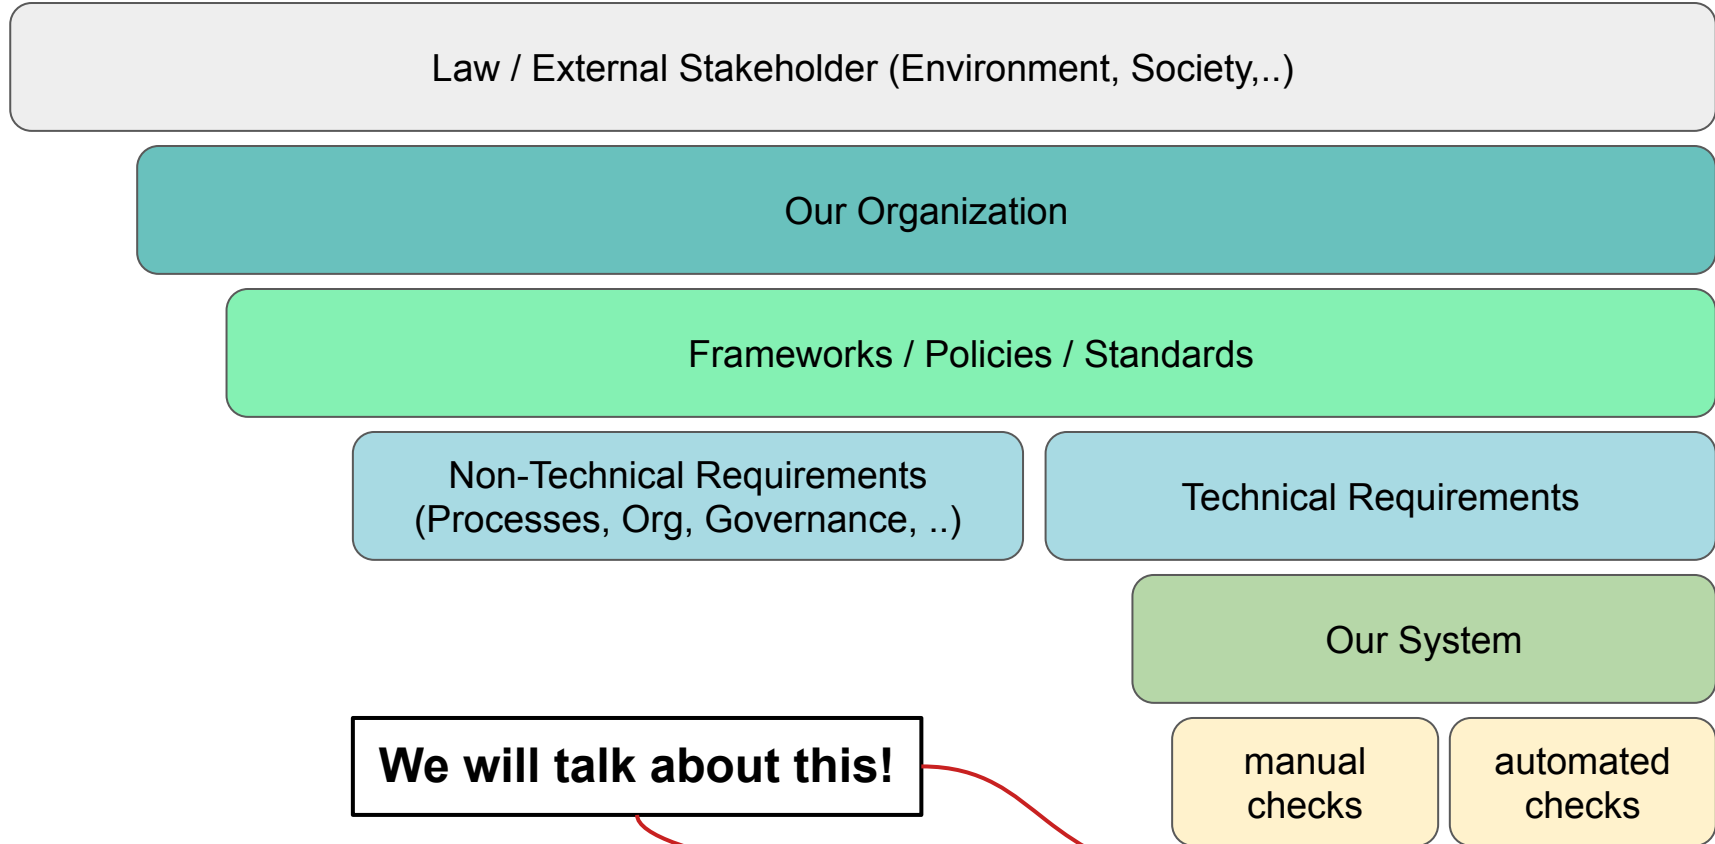 Law / External Stakeholder (Environment, Society,..)
Our Organization
Frameworks / Policies / Standards
Non-Technical Requirements
(Processes, Org, Governance, ..)
Technical Requirements
Our System
We will talk about this!
manual
checks
automated
checks